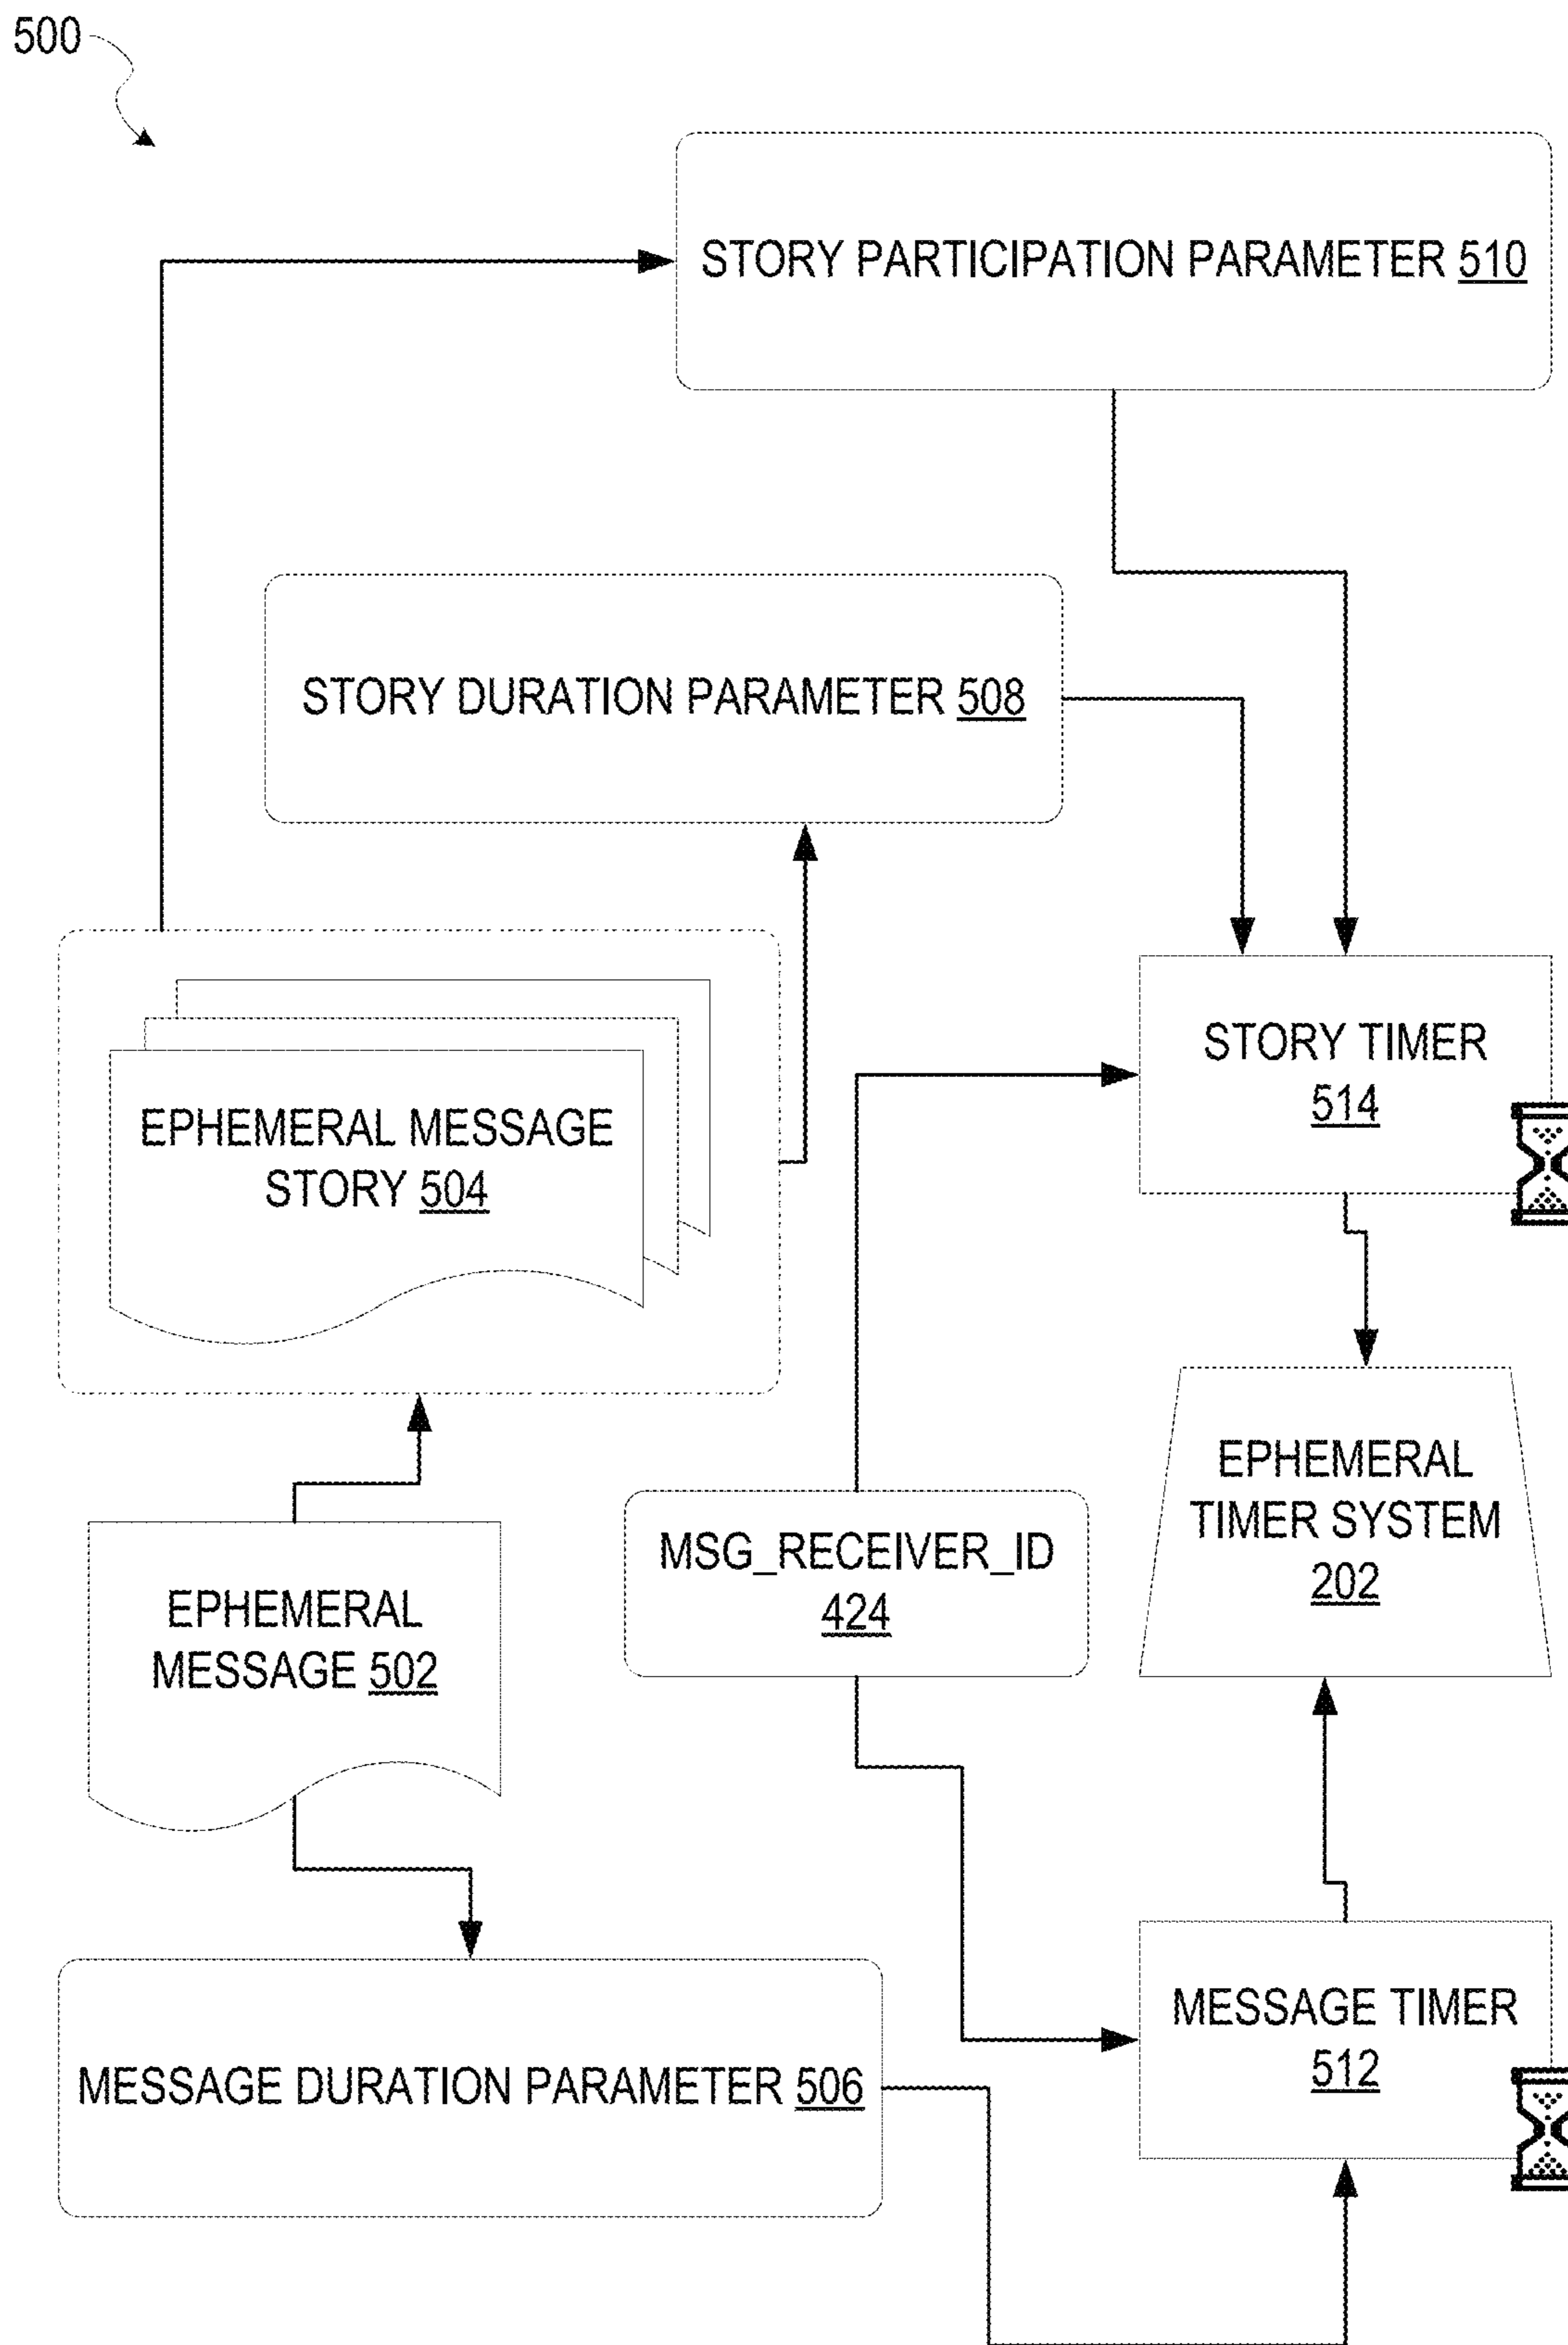 500
STORY PARTICIPATION PARAMETER 510
STORY DURATION PARAMETER 508
STORY TIMER
514
EPHEMERAL MESSAGE
STORY 504
EPHEMERAL
TIMER SYSTEM
202
MSG_RECEIVER_ID
424
EPHEMERAL
MESSAGE 502
MESSAGE TIMER
512
MESSAGE DURATION PARAMETER 506